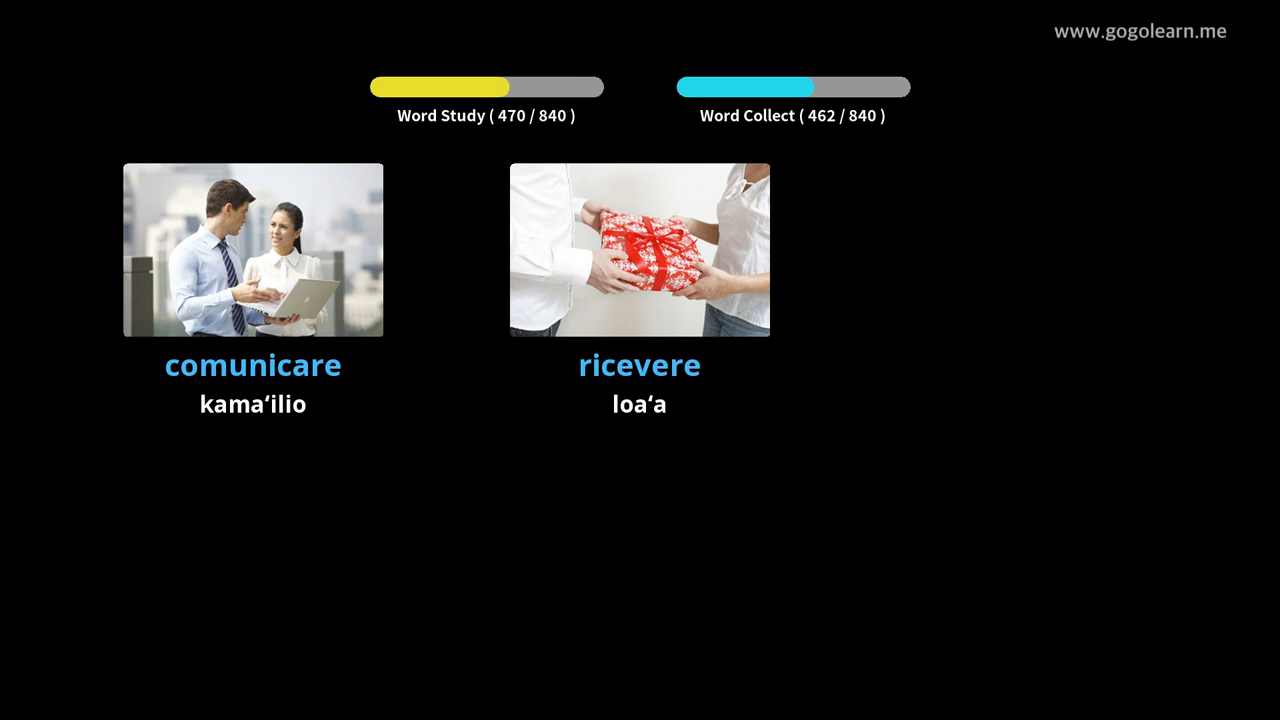 www.gogolearn.me
Word Study ( 470 / 840 )
Word Collect ( 462 / 840 )
comunicare
kamaʻilio
ricevere
loaʻa